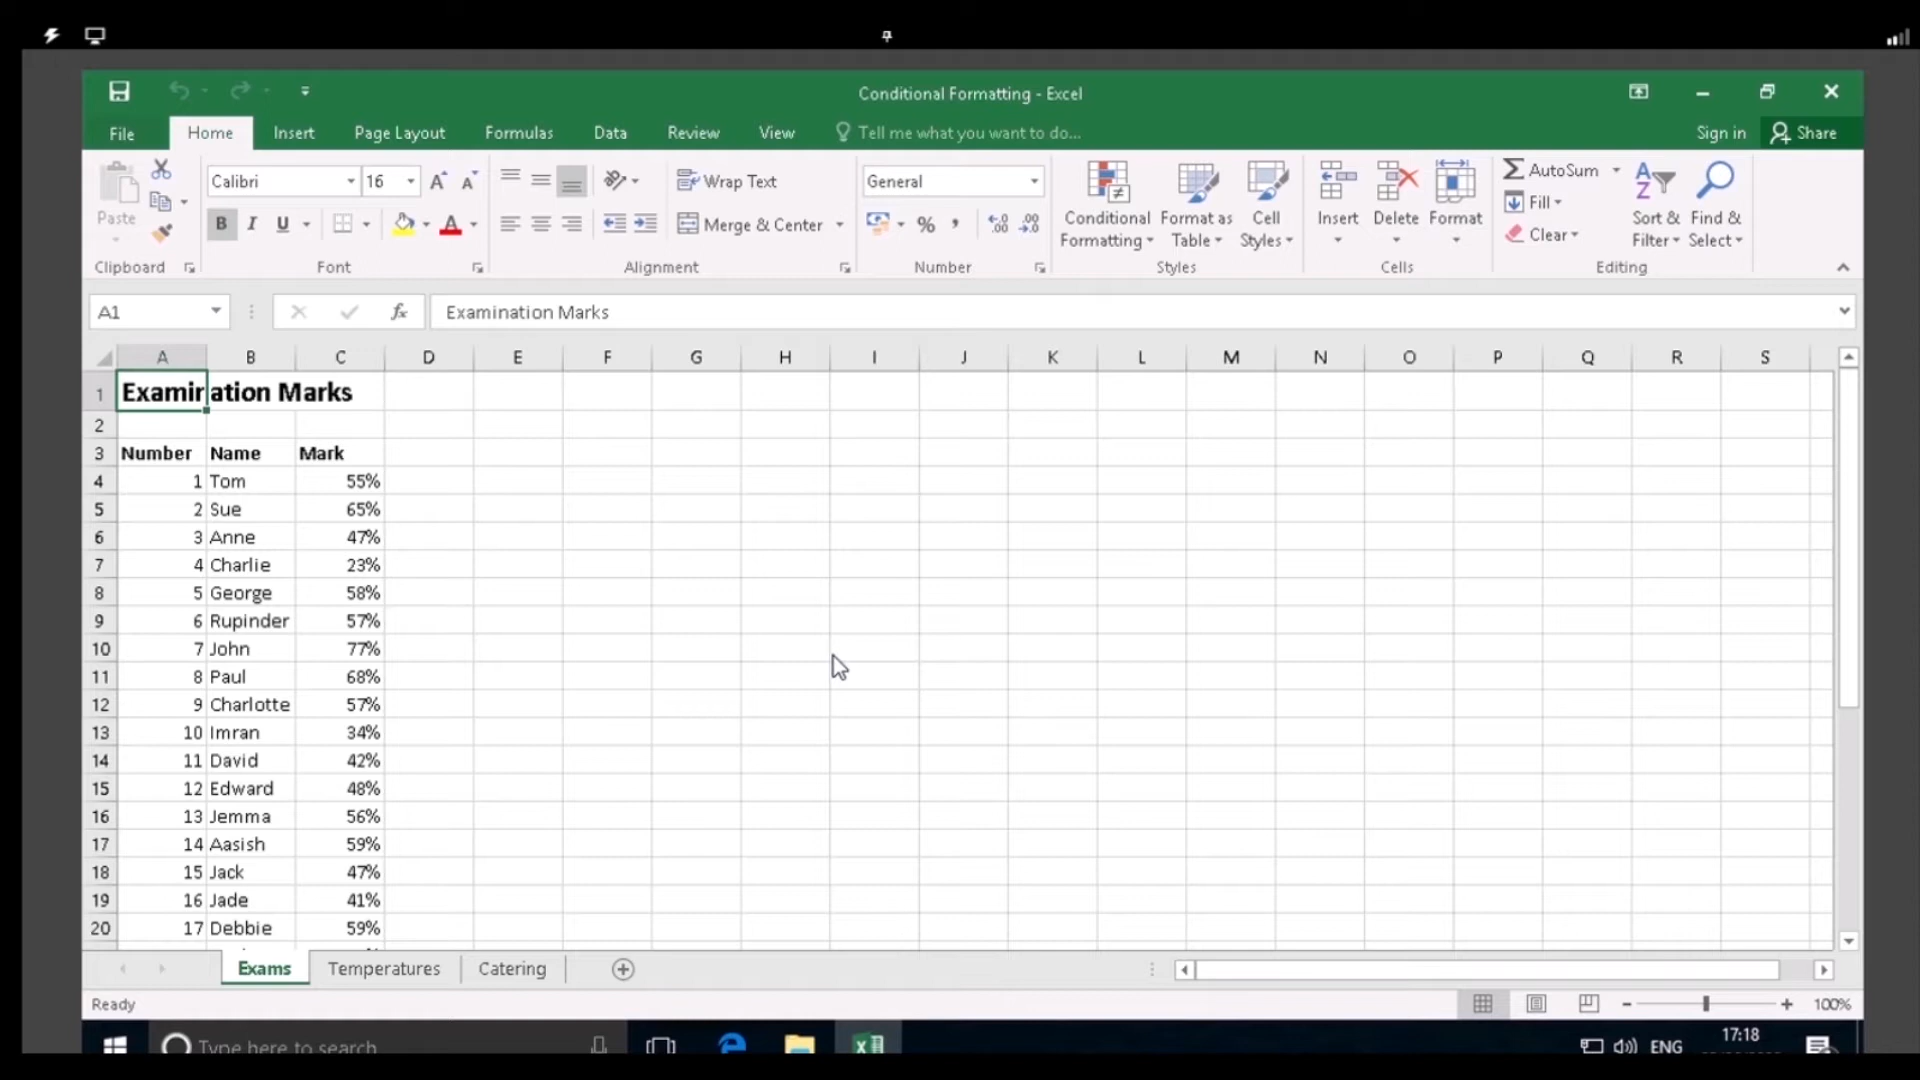 Conditional Formatting - Excel
File Home Insert Page Layout Formulas Data Review View Tell me what you want to do... Sign in Share
Paste
Clipboard
Calibri 16 A A
B I U A
Font
Wrap Text
Merge & Center
Alignment
General
% ,
Number
Conditional Formatting
Format as Table
Cell Styles
Styles
Insert Delete Format
Cells
AutoSum
Fill
Clear
Sort & Filter
Find & Select
Editing
A1 fx Examination Marks
A B C D E F G H I J K L M N O P Q R S
1 Examination Marks
2
3 Number Name Mark
4 1 Tom 55%
5 2 Sue 65%
6 3 Anne 47%
7 4 Charlie 23%
8 5 George 58%
9 6 Rupinder 57%
10 7 John 77%
11 8 Paul 68%
12 9 Charlotte 57%
13 10 Imran 34%
14 11 David 42%
15 12 Edward 48%
16 13 Jemma 56%
17 14 Aasish 59%
18 15 Jack 47%
19 16 Jade 41%
20 17 Debbie 59%
Exams Temperatures Catering
Ready 100%
Type here to search ENG 17:18